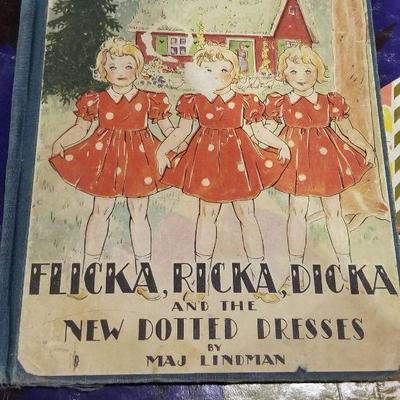 FLICKA, RICKA, DICKA
AND THE
NEW DOTTED DRESSES
BY
MAJ LINDMAN